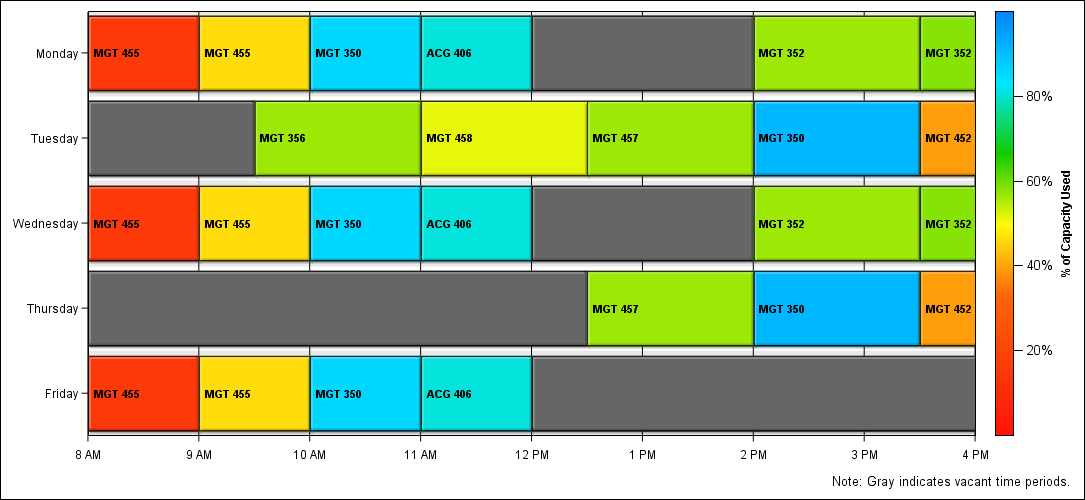 Monday
MGT 455
MGT 455
MGT 350
ACG 406
MGT 352
MGT 352
Tuesday
MGT 356
MGT 458
MGT 457
MGT 350
MGT 452
Wednesday
MGT 455
MGT 455
MGT 350
ACG 406
MGT 352
MGT 352
Thursday
MGT 457
MGT 350
MGT 452
Friday
MGT 455
MGT 455
MGT 350
ACG 406
8 AM
9 AM
10 AM
11 AM
12 PM
1 PM
2 PM
3 PM
4 PM
80%
60%
40%
20%
% of Capacity Used
Note: Gray indicates vacant time periods.